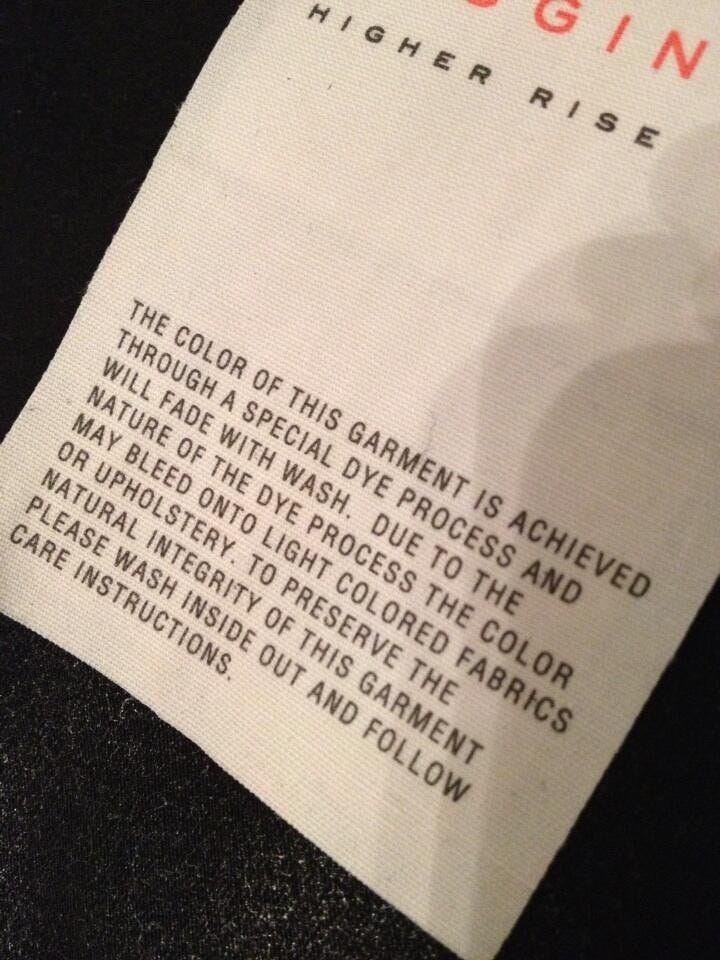 GGIN
HIGHER RISE
THE COLOR OF THIS GARMENT IS ACHIEVED
THROUGH A SPECIAL DYE PROCESS AND
WILL FADE WITH WASH. DUE TO THE
NATURE OF THE DYE PROCESS THE COLOR
MAY BLEED ONTO LIGHT COLORED FABRICS
OR UPHOLSTERY. TO PRESERVE THE
NATURAL INTEGRITY OF THIS GARMENT
PLEASE WASH INSIDE OUT AND FOLLOW
CARE INSTRUCTIONS.